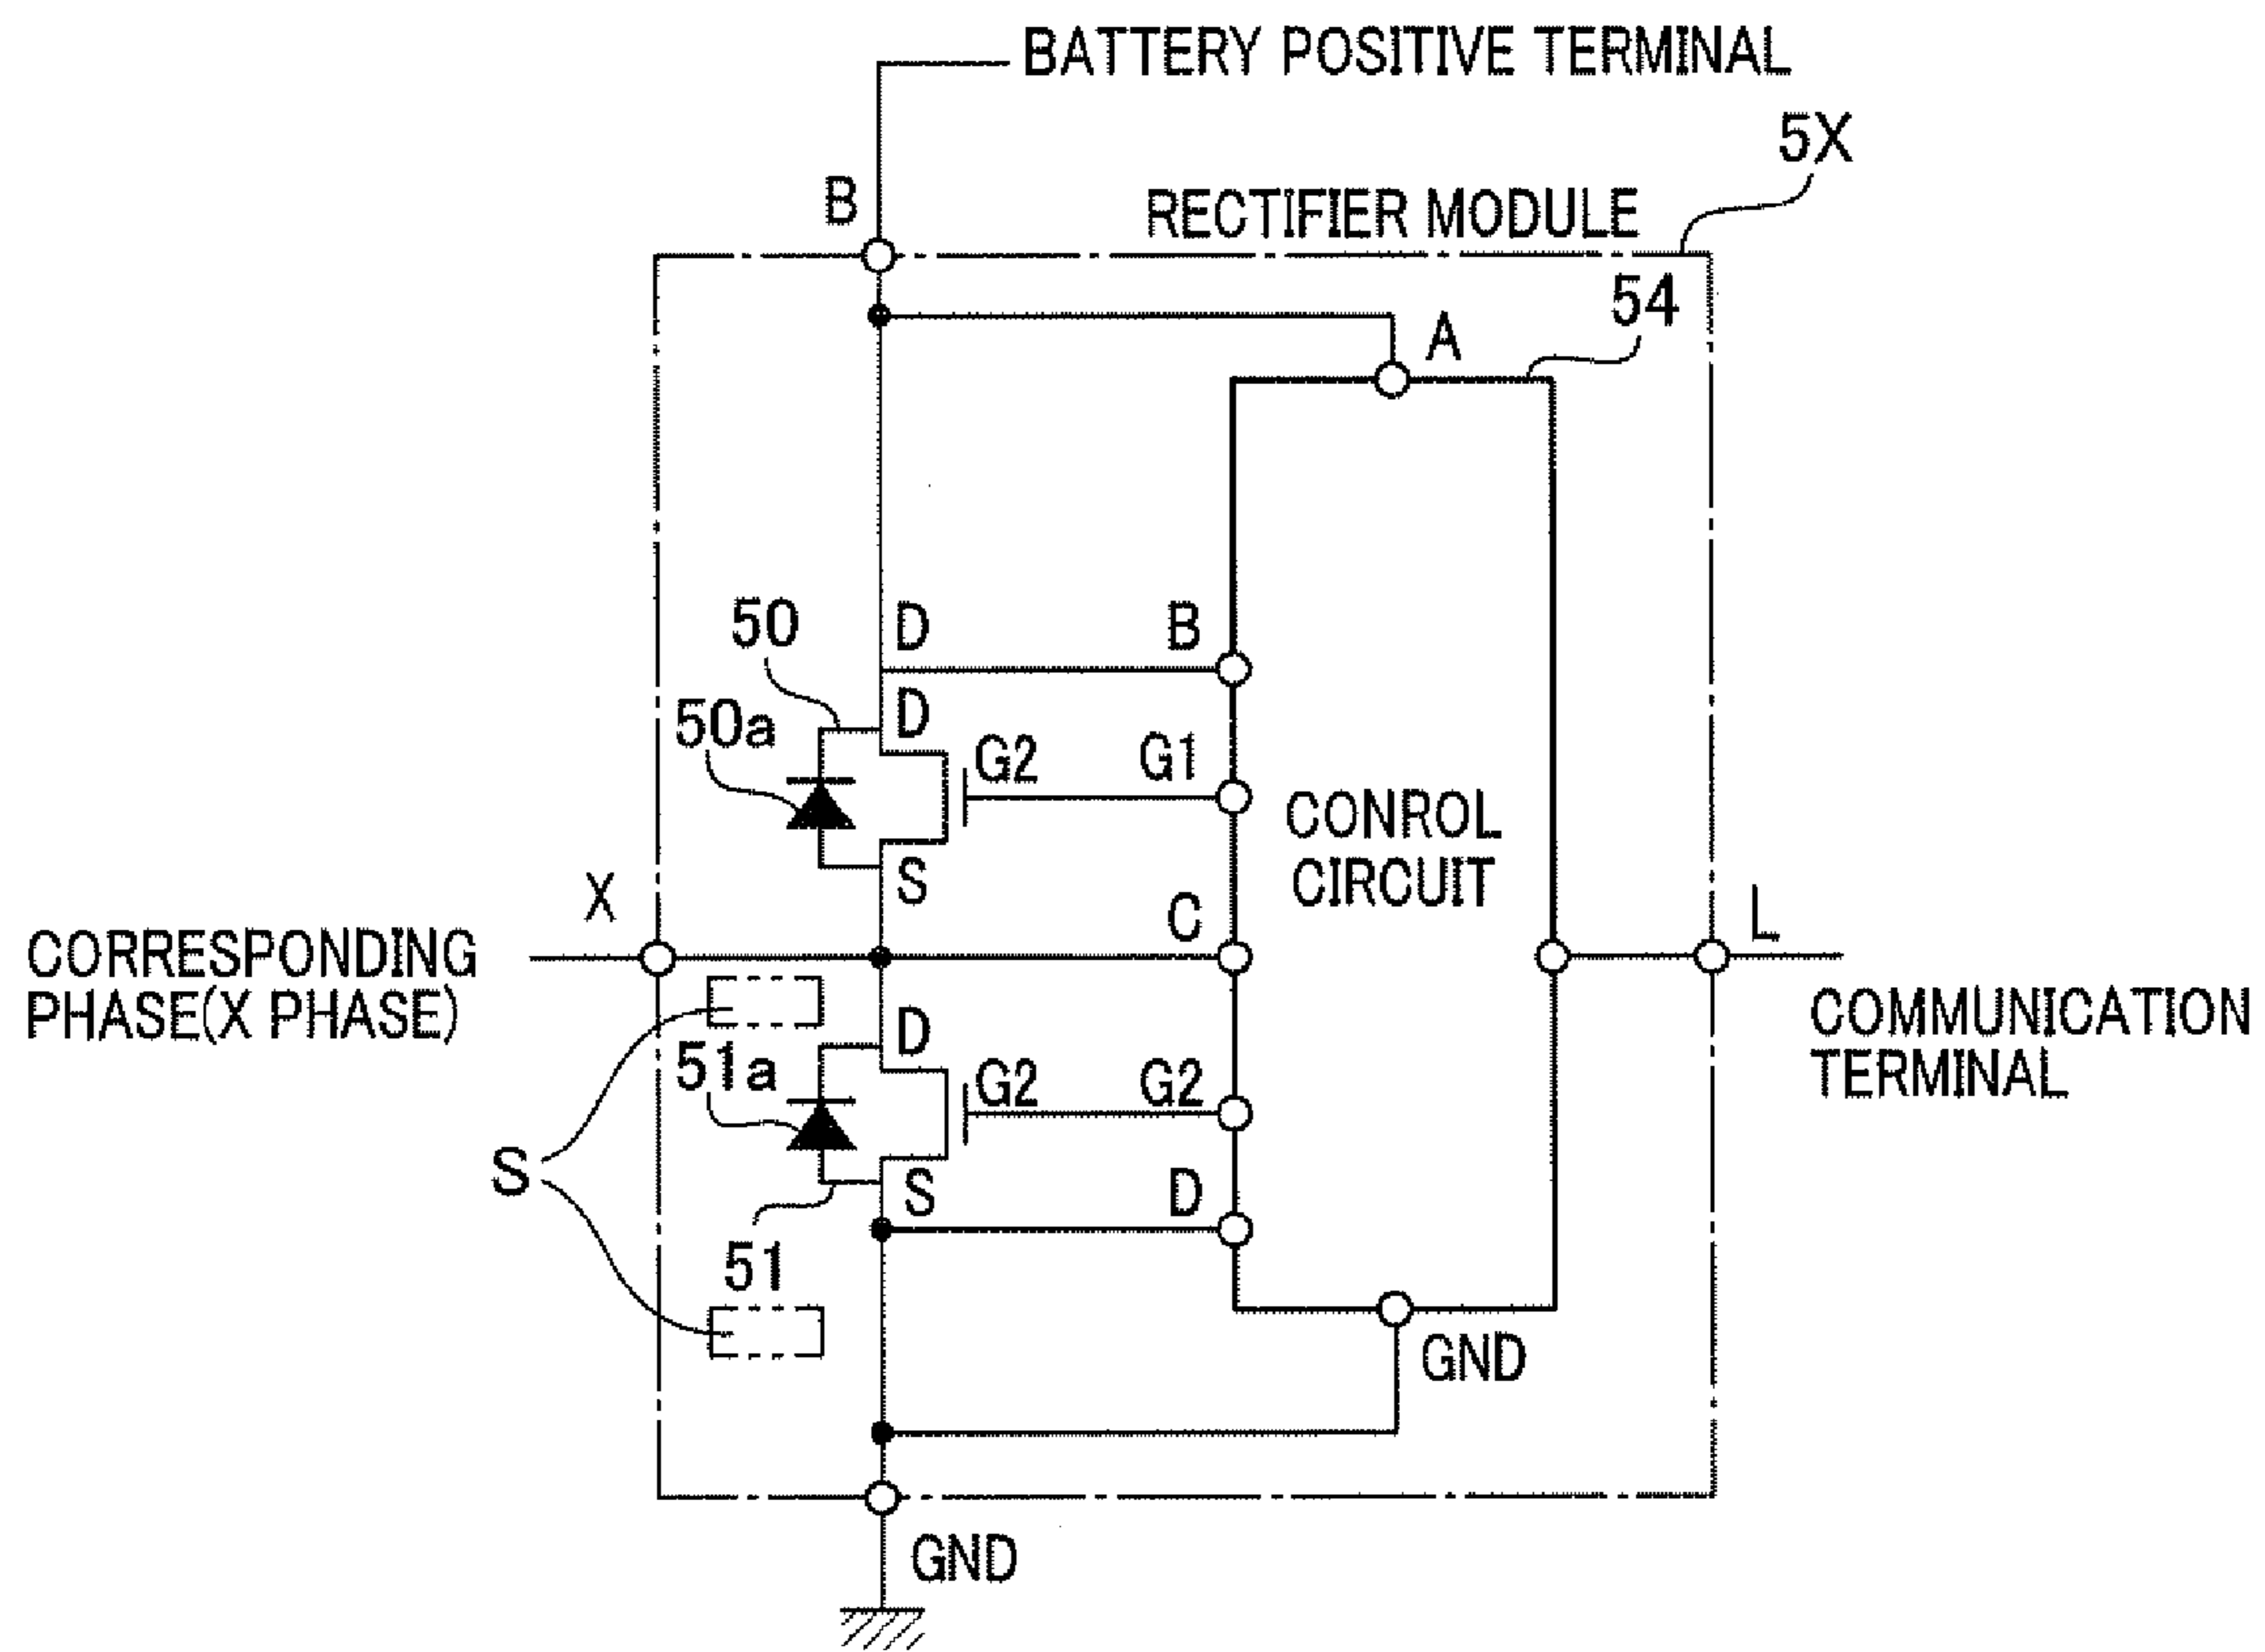 BATTERY POSITIVE TERMINAL
5X
B
RECTIFIER MODULE
54
A
50
D
B
50a
D
G2
G1
CONROL
CIRCUIT
S
X
C
L
CORRESPONDING
PHASE(X PHASE)
COMMUNICATION
TERMINAL
D
51a
G2
G2
S
S
D
51
GND
GND